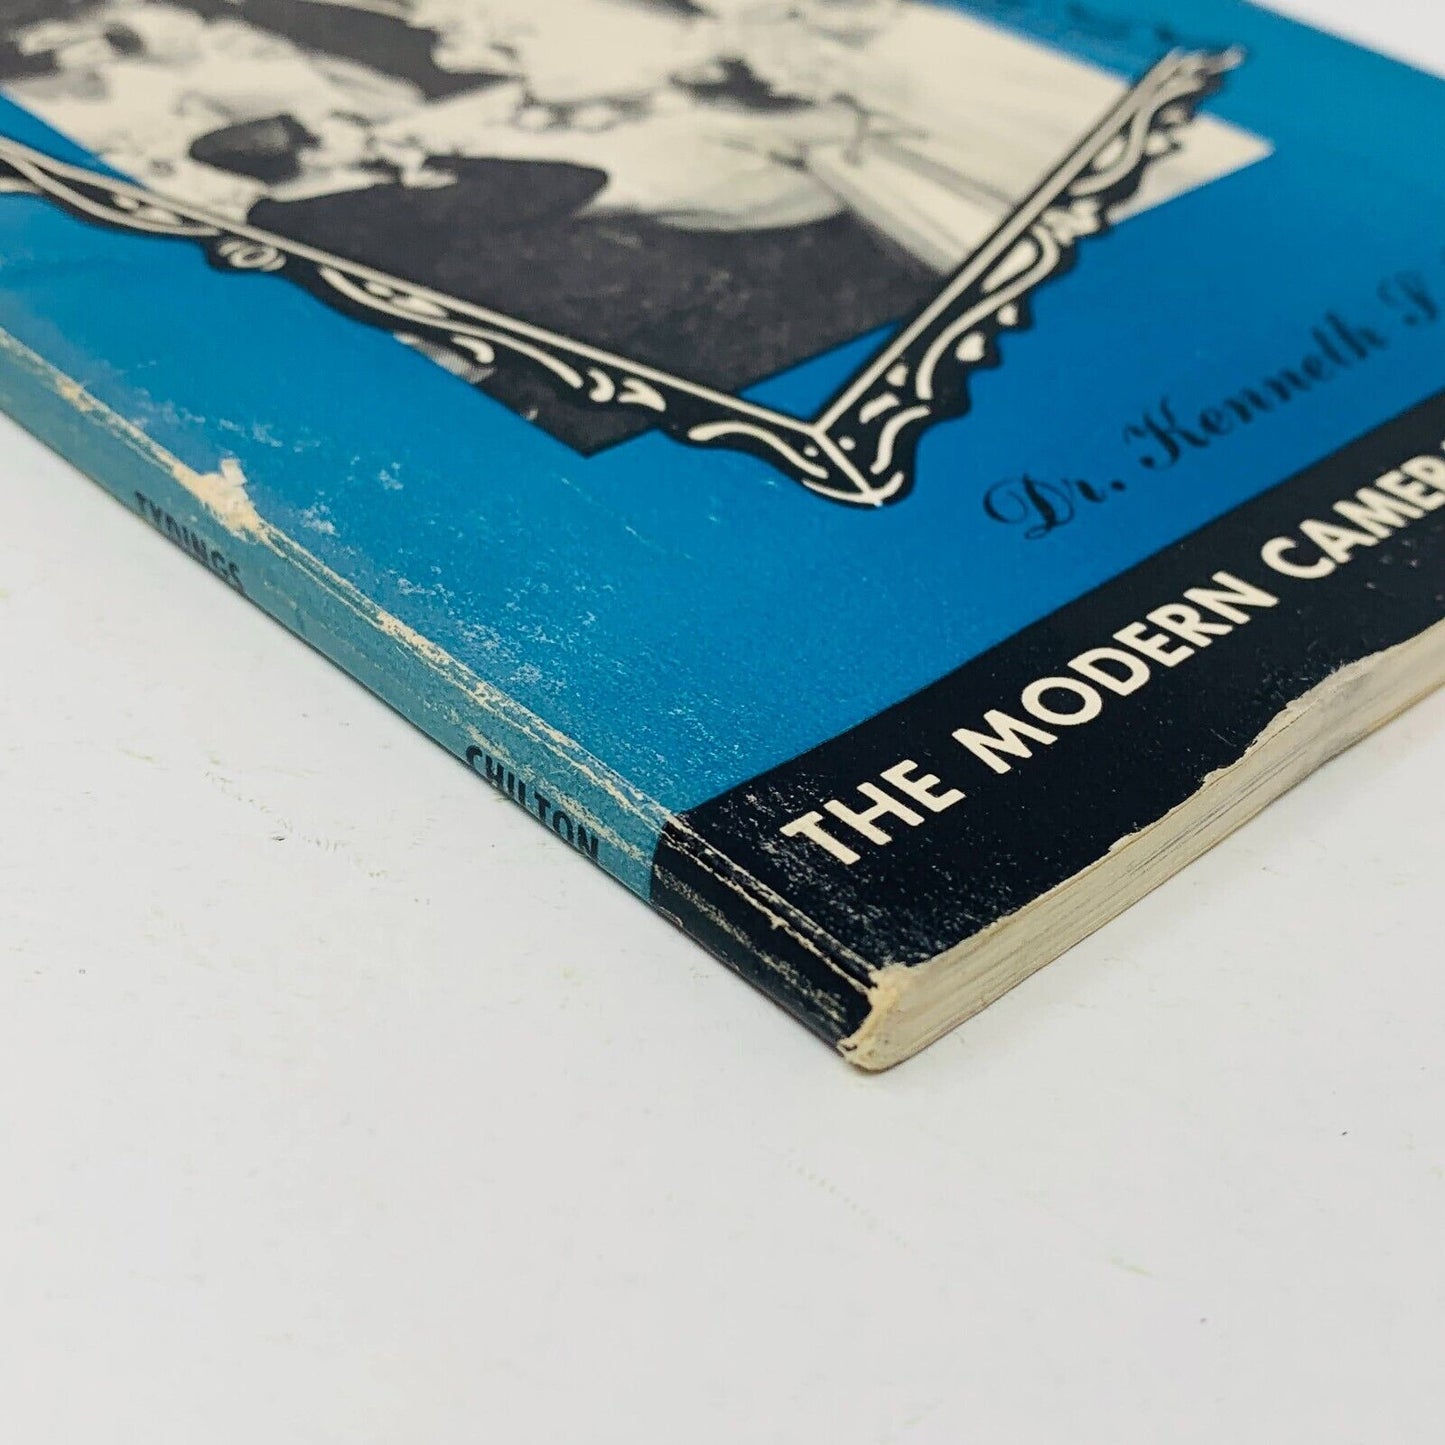 Dr. Kenneth
THE MODERN CAMER
TYDINGS
CHILTON